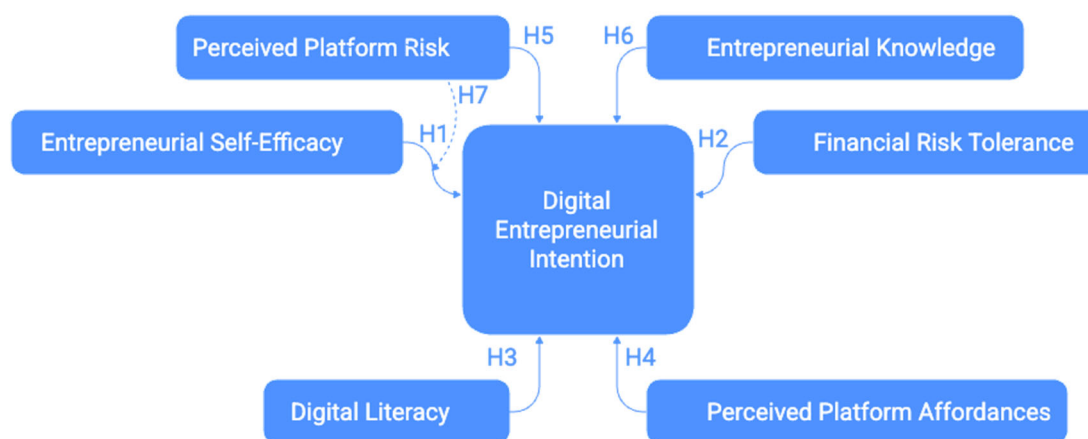 Perceived Platform Risk
H5
H6
Entrepreneurial Knowledge
H7
Entrepreneurial Self-Efficacy
H1
H2
Financial Risk Tolerance
Digital
Entrepreneurial
Intention
H3
H4
Digital Literacy
Perceived Platform Affordances